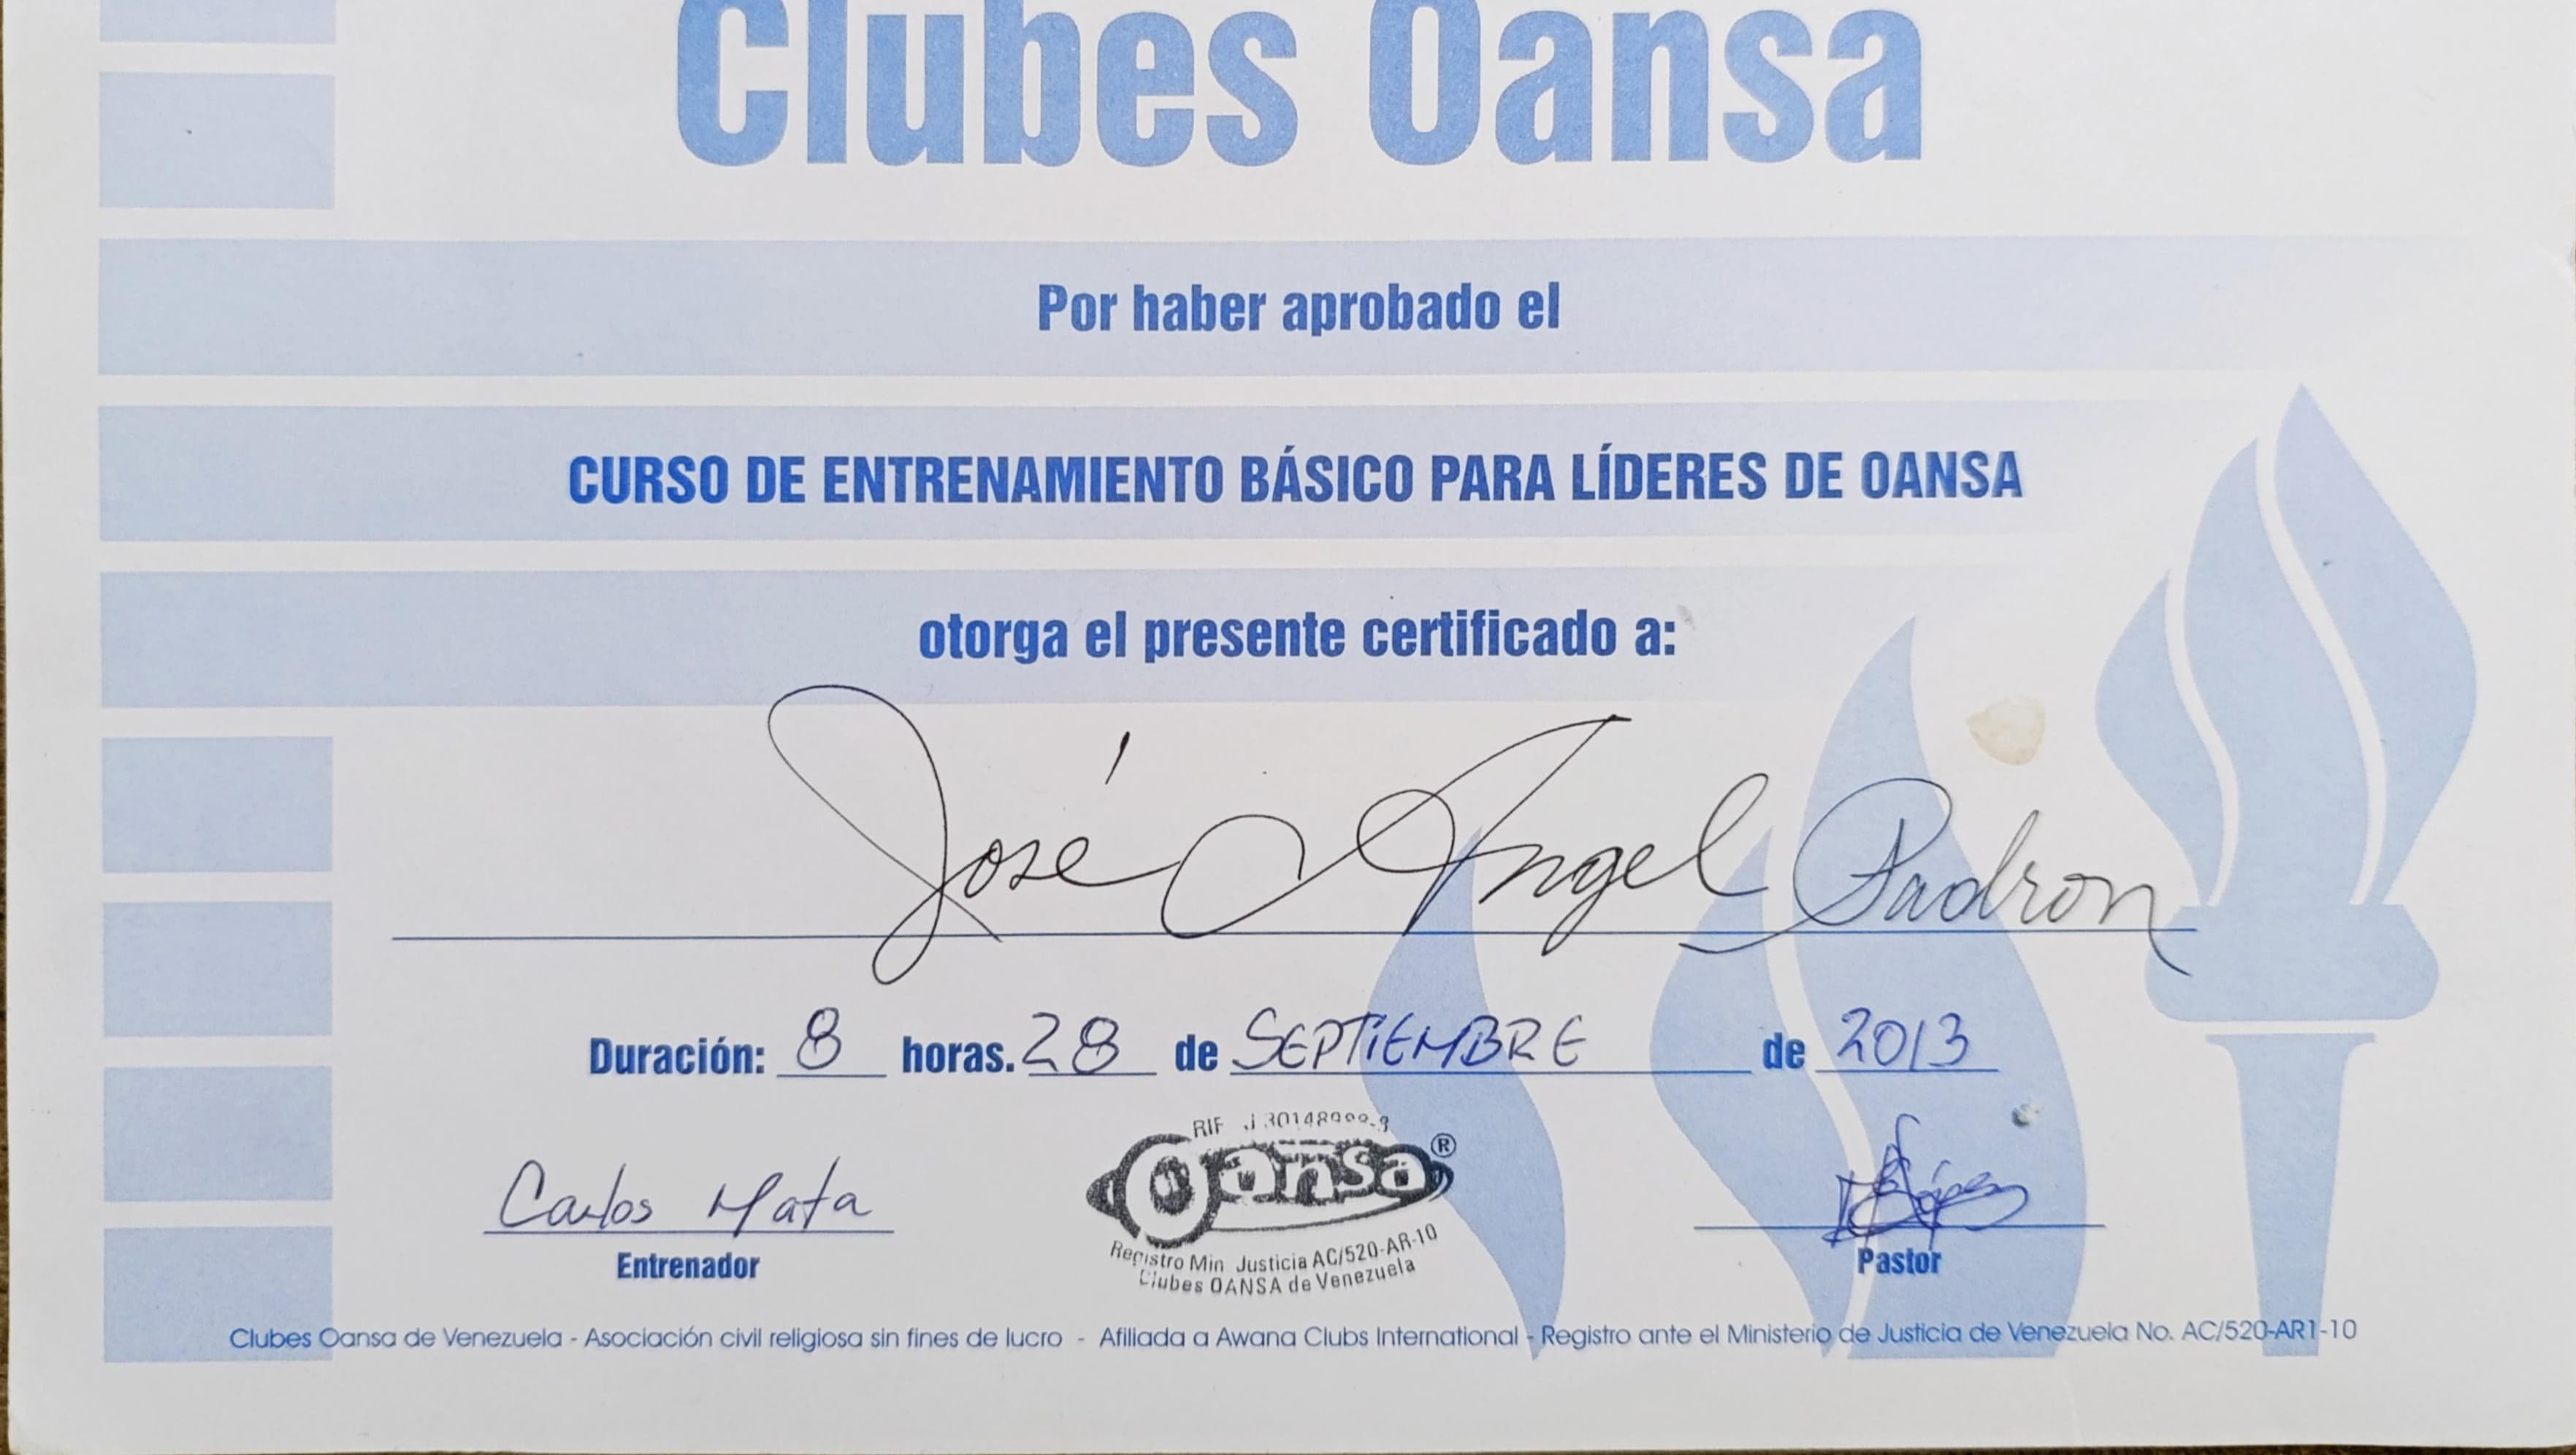 Clubes Oansa
Por haber aprobado el
CURSO DE ENTRENAMIENTO BÁSICO PARA LÍDERES DE OANSA
otorga el presente certificado a:
José Ángel Padron
Duración: 8 horas. 28 de SEPTIEMBRE de 2013
RIF
Oansa®
Registro Min Justicia AC/520-AR-10
Clubes OANSA de Venezuela
Carlos Mata
Entrenador
Pastor
Clubes Oansa de Venezuela - Asociación civil religiosa sin fines de lucro - Afiliada a Awana Clubs International - Registro ante el Ministerio de Justicia de Venezuela No. AC/520-AR1-10